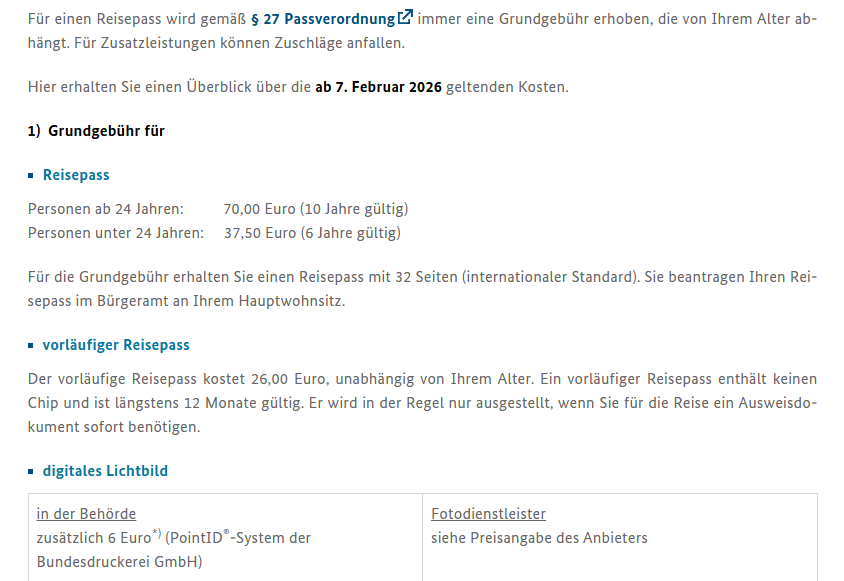 Für einen Reisepass wird gemäß § 27 Passverordnung immer eine Grundgebühr erhoben, die von Ihrem Alter ab-
hängt. Für Zusatzleistungen können Zuschläge anfallen.
Hier erhalten Sie einen Überblick über die ab 7. Februar 2026 geltenden Kosten.
1) Grundgebühr für
▪ Reisepass
Personen ab 24 Jahren: 70,00 Euro (10 Jahre gültig)
Personen unter 24 Jahren: 37,50 Euro (6 Jahre gültig)
Für die Grundgebühr erhalten Sie einen Reisepass mit 32 Seiten (internationaler Standard). Sie beantragen Ihren Rei-
sepass im Bürgeramt an Ihrem Hauptwohnsitz.
▪ vorläufiger Reisepass
Der vorläufige Reisepass kostet 26,00 Euro, unabhängig von Ihrem Alter. Ein vorläufiger Reisepass enthält keinen
Chip und ist längstens 12 Monate gültig. Er wird in der Regel nur ausgestellt, wenn Sie für die Reise ein Ausweisdo-
kument sofort benötigen.
▪ digitales Lichtbild
in der Behörde
zusätzlich 6 Euro*) (PointID®-System der
Bundesdruckerei GmbH)
Fotodienstleister
siehe Preisangabe des Anbieters